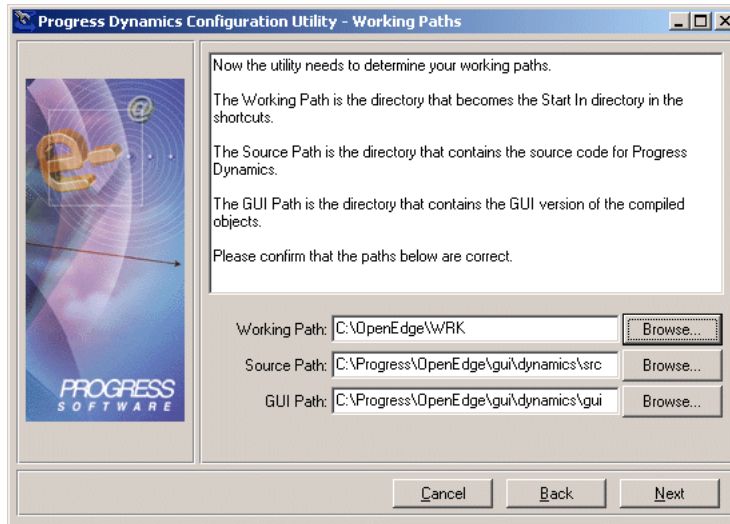 Progress Dynamics Configuration Utility - Working Paths
Now the utility needs to determine your working paths.
The Working Path is the directory that becomes the Start In directory in the
shortcuts.
The Source Path is the directory that contains the source code for Progress
Dynamics.
The GUI Path is the directory that contains the GUI version of the compiled
objects.
Please confirm that the paths below are correct.
@
e-
PROGRESS
SOFTWARE
Working Path: C:\OpenEdge\WRK Browse...
Source Path: C:\Progress\OpenEdge\gui\dynamics\src Browse...
GUI Path: C:\Progress\OpenEdge\gui\dynamics\gui Browse...
Cancel Back Next